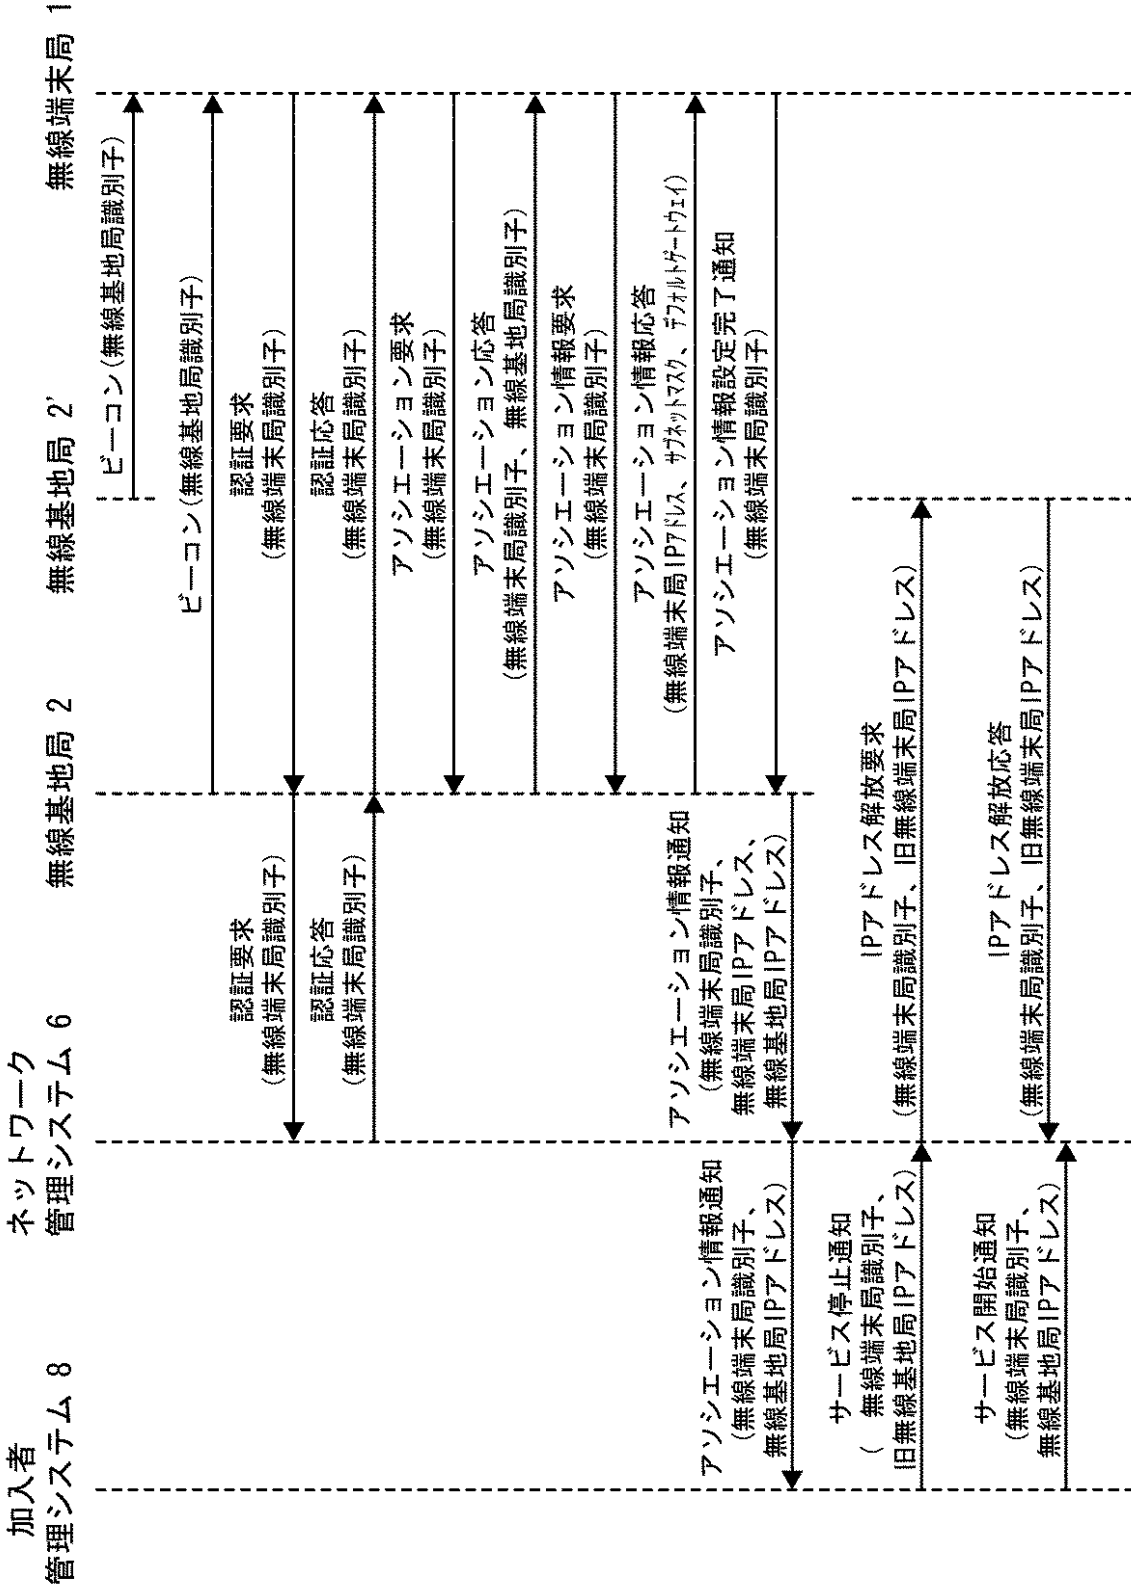 加入者
管理システム 8
ネットワーク
管理システム 6
無線基地局 2
無線基地局 2'
無線端末局 1
ビーコン(無線基地局識別子)
ビーコン(無線基地局識別子)
認証要求
(無線端末局識別子)
認証要求
(無線端末局識別子)
認証応答
(無線端末局識別子)
認証応答
(無線端末局識別子)
アソシエーション要求
(無線端末局識別子)
アソシエーション応答
(無線端末局識別子、無線基地局識別子)
アソシエーション情報要求
(無線端末局識別子)
アソシエーション情報応答
(無線端末局IPアドレス、サブネットマスク、デフォルトゲートウェイ)
アソシエーション情報設定完了通知
(無線端末局識別子)
アソシエーション情報通知
(無線端末局識別子、
無線端末局IPアドレス、
無線基地局IPアドレス)
アソシエーション情報通知
(無線端末局識別子、
無線基地局IPアドレス)
サービス停止通知
( 無線端末局識別子、
旧無線基地局IPアドレス)
IPアドレス解放要求
(無線端末局識別子、旧無線端末局IPアドレス)
IPアドレス解放応答
(無線端末局識別子、旧無線端末局IPアドレス)
サービス開始通知
(無線端末局識別子、
無線基地局IPアドレス)